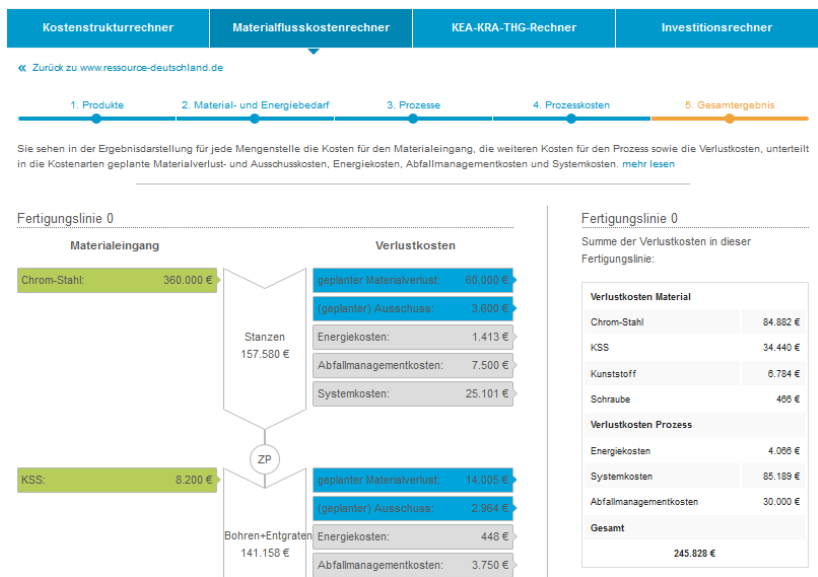 Kostenstrukturrechner
Materialflusskostenrechner
KEA-KRA-THG-Rechner
Investitionsrechner
« Zurück zu www.ressource-deutschland.de
1. Produkte
2. Material- und Energiebedarf
3. Prozesse
4. Prozesskosten
5. Gesamtergebnis
Sie sehen in der Ergebnisdarstellung für jede Mengenstelle die Kosten für den Materialeingang, die weiteren Kosten für den Prozess sowie die Verlustkosten, unterteilt
in die Kostenarten geplante Materialverlust- und Ausschusskosten, Energiekosten, Abfallmanagementkosten und Systemkosten. mehr lesen
Fertigungslinie 0
Materialeingang
Verlustkosten
Chrom-Stahl: 360.000 €
Stanzen
157.580 €
geplanter Materialverlust: 60.000 €
(geplanter) Ausschuss: 3.600 €
Energiekosten: 1.413 €
Abfallmanagementkosten: 7.500 €
Systemkosten: 25.101 €
ZP
KSS: 8.200 €
Bohren+Entgraten
141.158 €
geplanter Materialverlust: 14.005 €
(geplanter) Ausschuss: 2.964 €
Energiekosten: 448 €
Abfallmanagementkosten: 3.750 €
Fertigungslinie 0
Summe der Verlustkosten in dieser
Fertigungslinie:
Verlustkosten Material
Chrom-Stahl 84.882 €
KSS 34.440 €
Kunststoff 6.784 €
Schraube 466 €
Verlustkosten Prozess
Energiekosten 4.066 €
Systemkosten 85.189 €
Abfallmanagementkosten 30.000 €
Gesamt
245.828 €